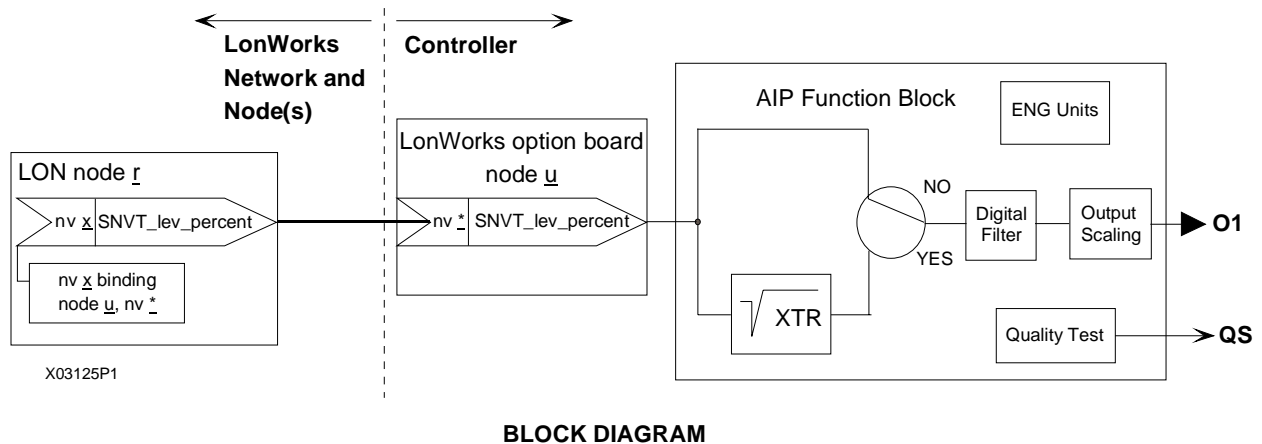 LonWorks
Network and
Node(s)
Controller
LON node r
nv x
SNVT_lev_percent
nv x binding
node u, nv *
X03125P1
LonWorks option board
node u
nv *
SNVT_lev_percent
AIP Function Block
ENG Units
NO
YES
√ XTR
Digital
Filter
Output
Scaling
O1
Quality Test
QS
BLOCK DIAGRAM